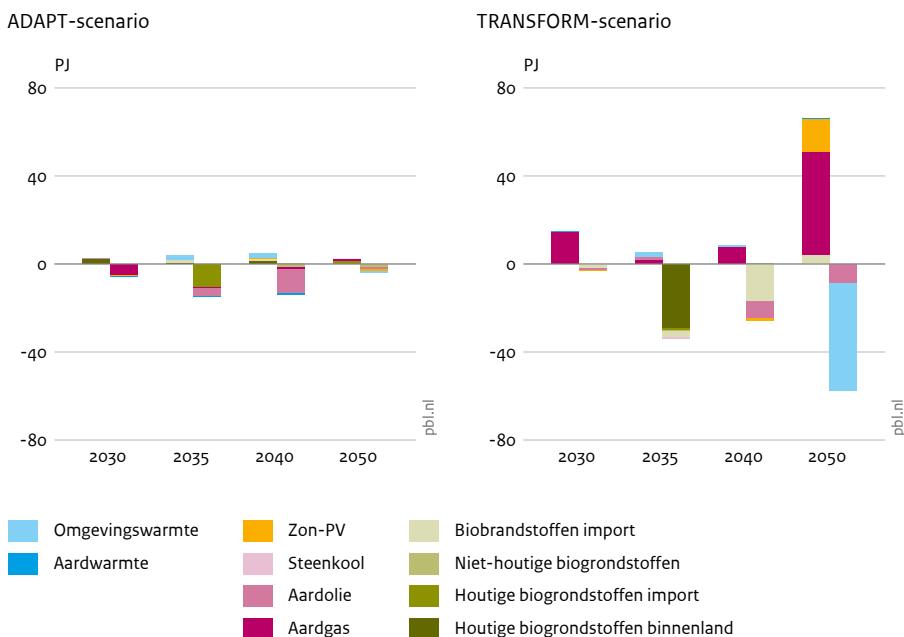 ADAPT-scenario
PJ
80
40
0
-40
-80
2030 2035 2040 2050
pbl.nl
TRANSFORM-scenario
PJ
80
40
0
-40
-80
2030 2035 2040 2050
pbl.nl
Omgevingswarmte
Aardwarmte
Zon-PV
Steenkool
Aardolie
Aardgas
Biobrandstoffen import
Niet-houtige biogrondstoffen
Houtige biogrondstoffen import
Houtige biogrondstoffen binnenland